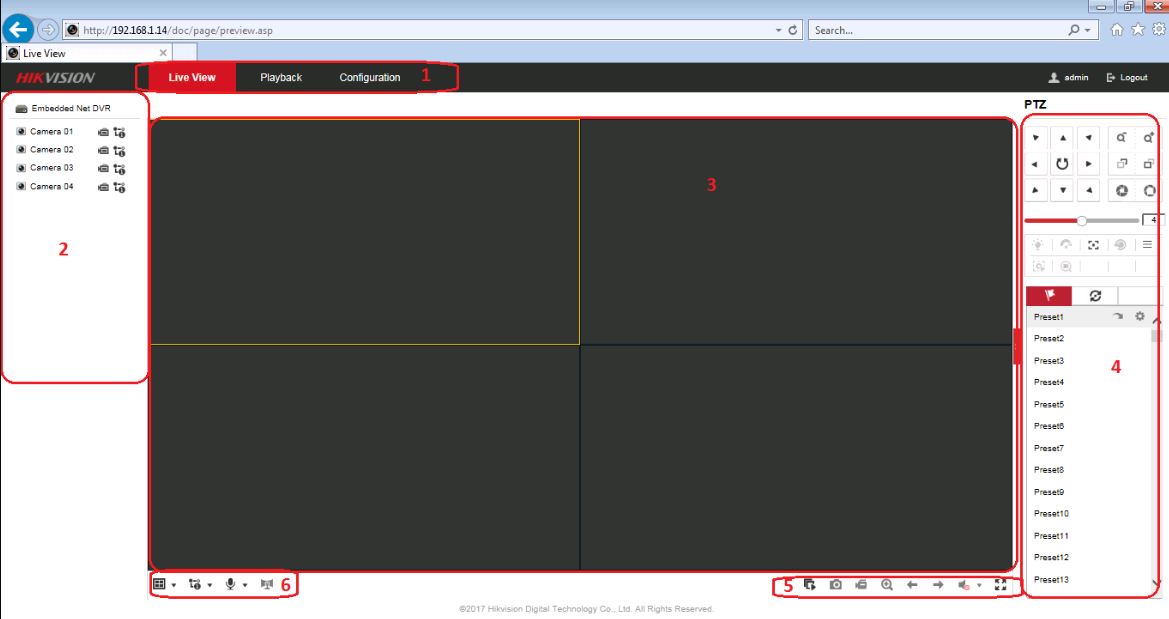 http://192.168.1.14/doc/page/preview.asp
Search...
Live View
HIKVISION
Live View Playback Configuration 1
admin Logout
Embedded Net DVR
PTZ
Camera 01
Camera 02
Camera 03
Camera 04
2
3
4
Preset1
Preset2
Preset3
Preset4
4
Preset5
Preset6
Preset7
Preset8
Preset9
Preset10
Preset11
Preset12
Preset13
6
5
©2017 Hikvision Digital Technology Co., Ltd. All Rights Reserved.